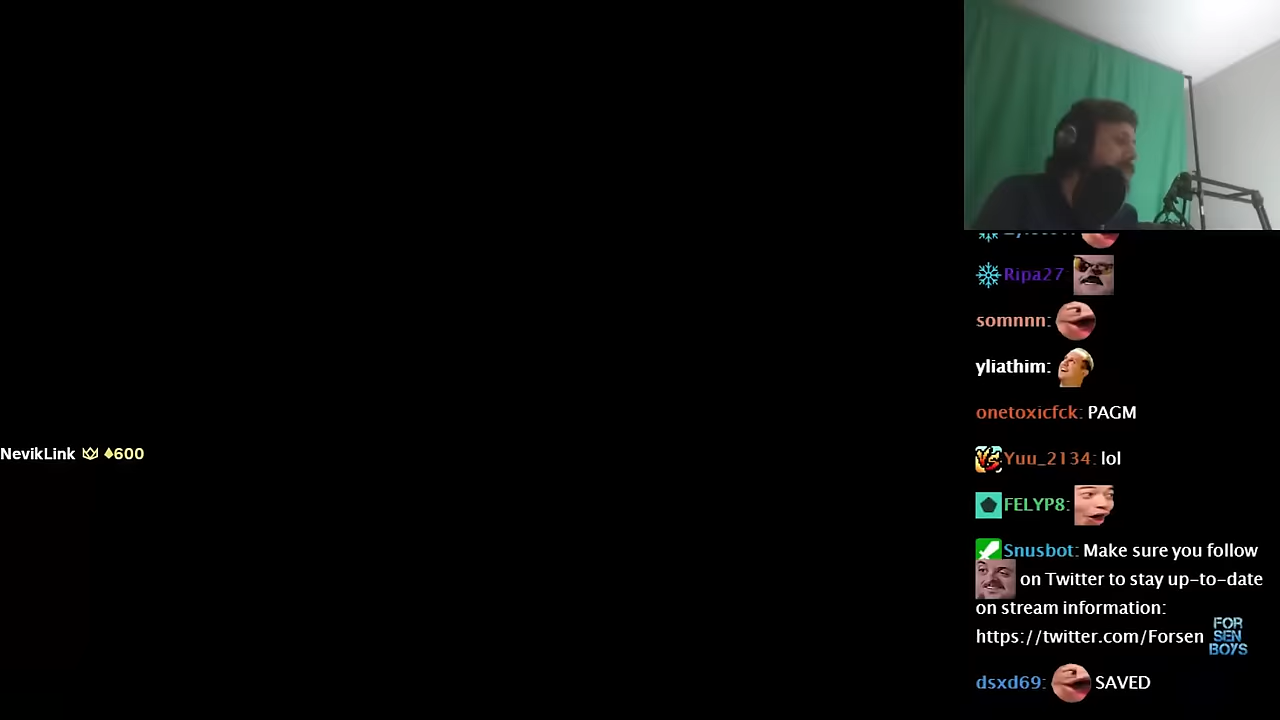 Ripa27
somnnn:
yliathim:
onetoxicfck: PAGM
NevikLink 600
Yuu_2134: lol
FELYP8:
Snusbot: Make sure you follow
on Twitter to stay up-to-date
on stream information:
https://twitter.com/Forsen
FOR
SEN
BOYS
dsxd69: SAVED